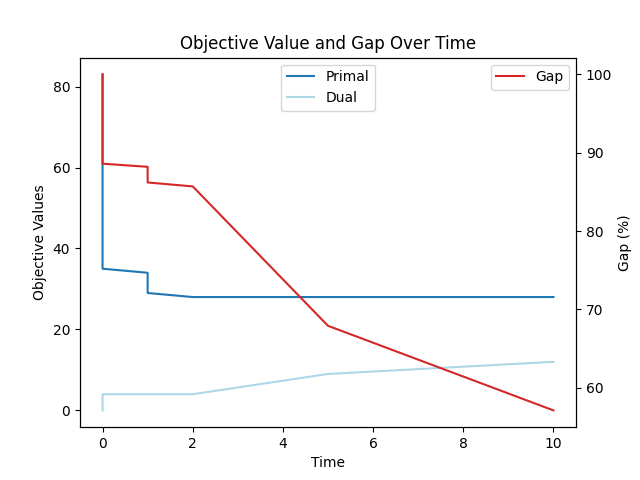 Objective Value and Gap Over Time
Primal
Dual
Gap
Objective Values
80
60
40
20
0
100
90
80
70
60
Gap (%)
0 2 4 6 8 10
Time